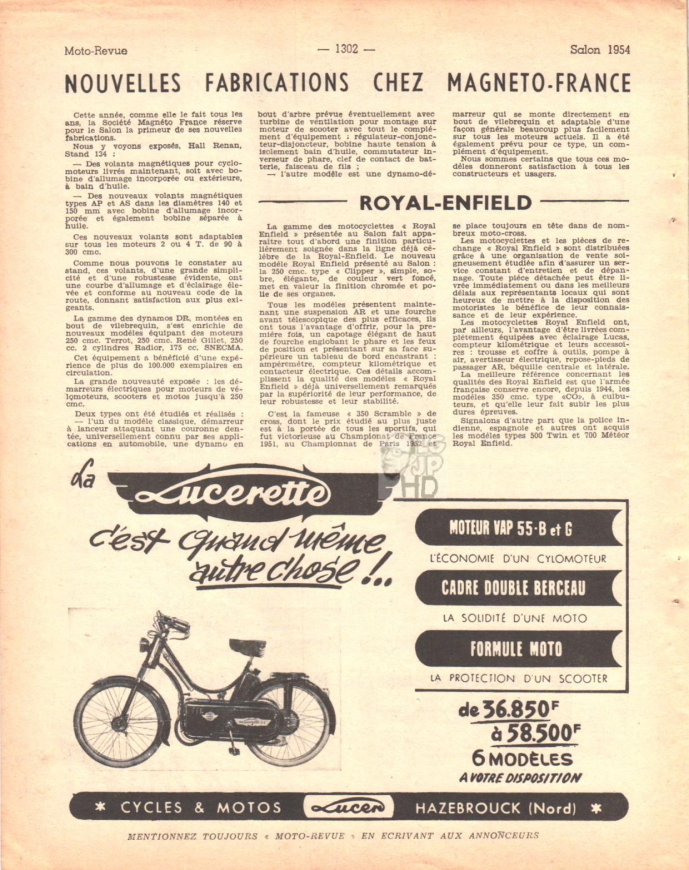 Moto-Revue — 1302 — Salon 1954
NOUVELLES FABRICATIONS CHEZ MAGNETO-FRANCE
Cette année, comme elle le fait tous les
ans, la Société Magnéto France réserve
pour le Salon la primeur de ses nouvelles
fabrications.
Nous y voyons exposés, Hall Renan,
Stand 134 :
— Des volants magnétiques pour cyclo-
moteurs livrés maintenant, soit avec bo-
bine d'allumage incorporée ou extérieure,
à bain d'huile.
— Des nouveaux volants magnétiques
types AP et AS dans les diamètres 140 et
150 mm avec bobine d'allumage incor-
porée et également bobine séparée à
huile.
Ces nouveaux volants sont adaptables
sur tous les moteurs 2 ou 4 T. de 90 à
300 cmc.
Comme nous pouvons le constater au
stand, ces volants, d'une grande simpli-
cité et d'une robustesse évidente, ont
une courbe d'allumage et d'éclairage éle-
vée et conforme au nouveau code de la
route, donnant satisfaction aux plus exi-
geants.
La gamme des dynamos DR, montées en
bout de vilebrequin, s'est enrichie de
nouveaux modèles équipant des moteurs
250 cmc. Terrot, 250 cmc. René Gillet, 250
cc. 2 cylindres Radior, 175 cc. SNECMA.
Cet équipement a bénéficié d'une expé-
rience de plus de 100.000 exemplaires en
circulation.
La grande nouveauté exposée : les dé-
marreurs électriques pour moteurs de vé-
lomoteurs, scooters et motos jusqu'à 250
cmc.
Deux types ont été étudiés et réalisés :
— l'un du modèle classique, démarreur
à lanceur attaquant une couronne den-
tée, universellement connu par ses appli-
cations en automobile, une dynamo en
bout d'arbre prévue éventuellement avec
turbine de ventilation pour montage sur
moteur de scooter avec tout le complé-
ment d'équipement : régulateur-conjonc-
teur-disjoncteur, bobine haute tension à
isolement bain d'huile, commutateur in-
verseur de phare, clef de contact de bat-
terie, faisceau de fils ;
— l'autre modèle est une dynamo-dé-
marreur qui se monte directement en
bout de vilebrequin et adaptable d'une
façon générale beaucoup plus facilement
sur tous les moteurs actuels. Il a été
également prévu pour ce type, un com-
plément d'équipement.
Nous sommes certains que tous ces mo-
dèles donneront satisfaction à tous les
constructeurs et usagers.
ROYAL-ENFIELD
La gamme des motocyclettes « Royal
Enfield » présentée au Salon fait appa-
raître tout d'abord une finition particu-
lièrement soignée dans la ligne déjà cé-
lèbre de la Royal-Enfield. Le nouveau
modèle Royal Enfield présenté au Salon :
la 250 cmc. type « Clipper », simple, so-
bre, élégante, de couleur vert foncé,
met en valeur la finition chromée et po-
lie de ses organes.
Tous les modèles présentent mainte-
nant une suspension AR et une fourche
avant télescopique des plus efficaces, ils
ont tous l'avantage d'offrir, pour la pre-
mière fois, un capotage élégant de haut
de fourche englobant le phare et les feux
de position et présentant sur sa face su-
périeure un tableau de bord encastrant :
ampèremètre, compteur kilométrique et
contacteur électrique. Ces détails accom-
plissent la qualité des modèles « Royal
Enfield » déjà universellement remarqués
par la supériorité de leur performance, de
leur robustesse et leur stabilité.
C'est la fameuse « 350 Scramble » de
cross, dont le prix étudié au plus juste
est à la portée de tous les sportifs, qui
fut victorieuse au Championat de France
1951, au Championnat de Paris et
se place toujours en tête dans de nom-
breux moto-cross.
Les motocyclettes et les pièces de re-
change « Royal Enfield » sont distribuées
grâce à une organisation de vente soi-
gneusement étudiée afin d'assurer un ser-
vice constant d'entretien et de dépan-
nage. Toute pièce détachée peut être li-
vrée immédiatement ou dans les meilleurs
délais aux représentants locaux qui sont
heureux de mettre à la disposition des
motoristes le bénéfice de leur connais-
sance et de leur expérience.
Les motocyclettes Royal Enfield ont,
par ailleurs, l'avantage d'être livrées com-
plètement équipées avec éclairage Lucas,
compteur kilométrique et leurs accessoi-
res : trousse et coffre à outils, pompe à
air, avertisseur électrique, repose-pieds de
passager AR, béquille centrale et latérale.
La meilleure référence concernant les
qualités des Royal Enfield est que l'armée
française conserve encore, depuis 1944, les
modèles 350 cmc. type «CO», à culbu-
teurs, et qu'elle leur fait subir les plus
dures épreuves.
Signalons d'autre part que la police in-
dienne, espagnole et autres ont acquis
les modèles types 500 Twin et 700 Météor
Royal Enfield.
HD
La Lucerette
c'est quand même
autre chose !..
MOTEUR VAP 55-B et G
L'ÉCONOMIE D'UN CYLOMOTEUR
CADRE DOUBLE BERCEAU
LA SOLIDITÉ D'UNE MOTO
FORMULE MOTO
LA PROTECTION D'UN SCOOTER
de 36.850F
à 58.500F
6 MODÈLES
A VOTRE DISPOSITION
* CYCLES & MOTOS Lucer HAZEBROUCK (Nord) *
MENTIONNEZ TOUJOURS « MOTO-REVUE » EN ECRIVANT AUX ANNONCEURS